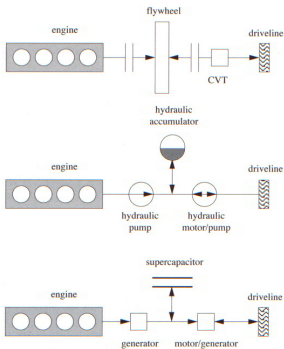 flywheel
engine
driveline
CVT
hydraulic
accumulator
engine
driveline
hydraulic
pump
hydraulic
motor/pump
supercapacitor
engine
driveline
generator
motor/generator